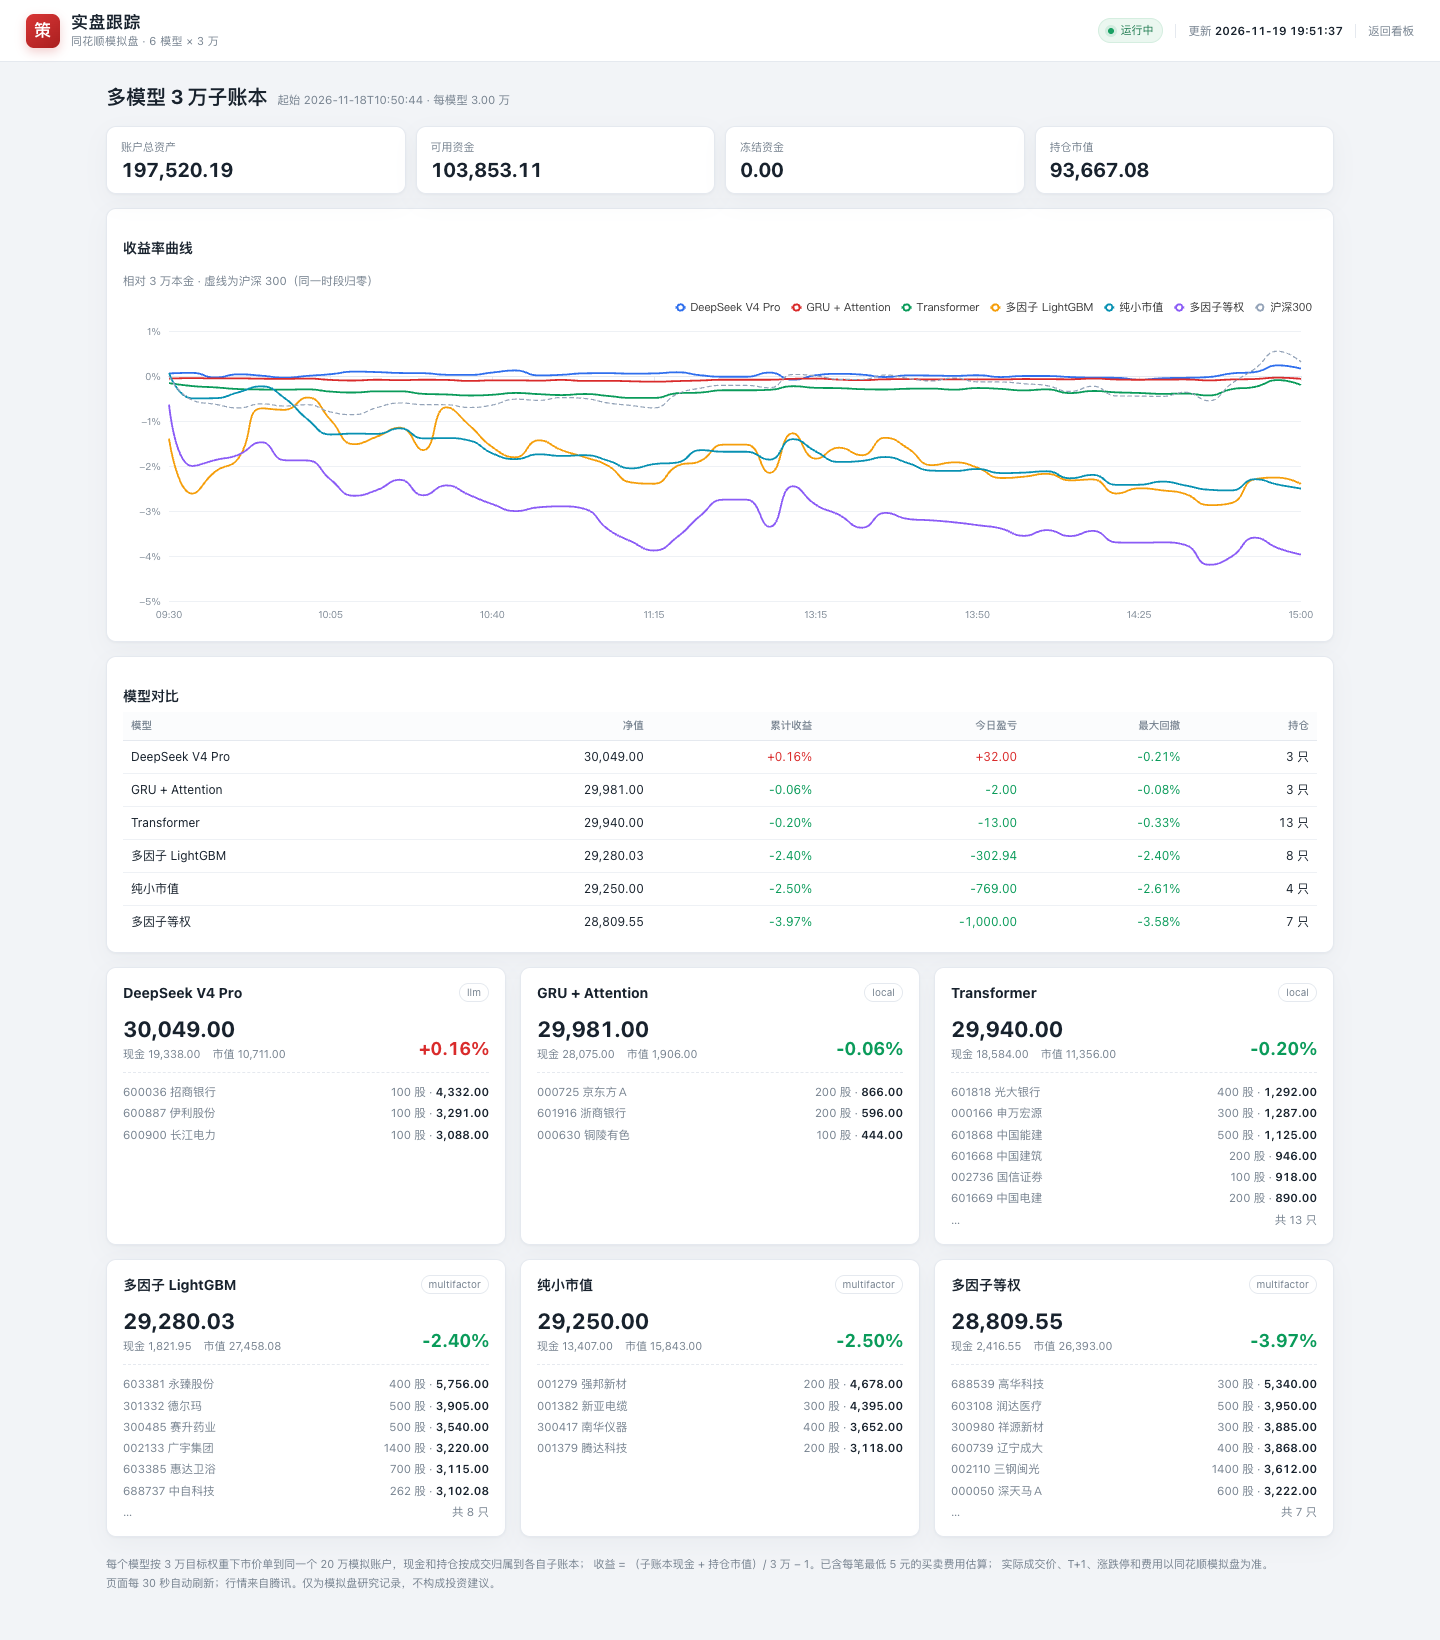 策
实盘跟踪
同花顺模拟盘 · 6 模型 × 3 万
运行中
更新 2026-11-19 19:51:37
返回看板
多模型 3 万子账本 起始 2026-11-18T10:50:44 · 每模型 3.00 万
账户总资产
197,520.19
可用资金
103,853.11
冻结资金
0.00
持仓市值
93,667.08
收益率曲线
相对 3 万本金 · 虚线为沪深 300（同一时段归零）
DeepSeek V4 Pro GRU + Attention Transformer 多因子 LightGBM 纯小市值 多因子等权 沪深300
1%
0%
−1%
−2%
−3%
−4%
−5%
09:30 10:05 10:40 11:15 13:15 13:50 14:25 15:00
模型对比
模型 净值 累计收益 今日盈亏 最大回撤 持仓
DeepSeek V4 Pro 30,049.00 +0.16% +32.00 -0.21% 3 只
GRU + Attention 29,981.00 -0.06% -2.00 -0.08% 3 只
Transformer 29,940.00 -0.20% -13.00 -0.33% 13 只
多因子 LightGBM 29,280.03 -2.40% -302.94 -2.40% 8 只
纯小市值 29,250.00 -2.50% -769.00 -2.61% 4 只
多因子等权 28,809.55 -3.97% -1,000.00 -3.58% 7 只
DeepSeek V4 Pro llm
30,049.00
现金 19,338.00 市值 10,711.00 +0.16%
600036 招商银行 100 股 · 4,332.00
600887 伊利股份 100 股 · 3,291.00
600900 长江电力 100 股 · 3,088.00
GRU + Attention local
29,981.00
现金 28,075.00 市值 1,906.00 -0.06%
000725 京东方Ａ 200 股 · 866.00
601916 浙商银行 200 股 · 596.00
000630 铜陵有色 100 股 · 444.00
Transformer local
29,940.00
现金 18,584.00 市值 11,356.00 -0.20%
601818 光大银行 400 股 · 1,292.00
000166 申万宏源 300 股 · 1,287.00
601868 中国能建 500 股 · 1,125.00
601668 中国建筑 200 股 · 946.00
002736 国信证券 100 股 · 918.00
601669 中国电建 200 股 · 890.00
... 共 13 只
多因子 LightGBM multifactor
29,280.03
现金 1,821.95 市值 27,458.08 -2.40%
603381 永臻股份 400 股 · 5,756.00
301332 德尔玛 500 股 · 3,905.00
300485 赛升药业 500 股 · 3,540.00
002133 广宇集团 1400 股 · 3,220.00
603385 惠达卫浴 700 股 · 3,115.00
688737 中自科技 262 股 · 3,102.08
... 共 8 只
纯小市值 multifactor
29,250.00
现金 13,407.00 市值 15,843.00 -2.50%
001279 强邦新材 200 股 · 4,678.00
001382 新亚电缆 300 股 · 4,395.00
300417 南华仪器 400 股 · 3,652.00
001379 腾达科技 200 股 · 3,118.00
多因子等权 multifactor
28,809.55
现金 2,416.55 市值 26,393.00 -3.97%
688539 高华科技 300 股 · 5,340.00
603108 润达医疗 500 股 · 3,950.00
300980 祥源新材 300 股 · 3,885.00
600739 辽宁成大 400 股 · 3,868.00
002110 三钢闽光 1400 股 · 3,612.00
000050 深天马Ａ 600 股 · 3,222.00
... 共 7 只
每个模型按 3 万目标权重下市价单到同一个 20 万模拟账户，现金和持仓按成交归属到各自子账本； 收益 = （子账本现金 + 持仓市值）/ 3 万 − 1。已含每笔最低 5 元的买卖费用估算； 实际成交价、T+1、涨跌停和费用以同花顺模拟盘为准。
页面每 30 秒自动刷新；行情来自腾讯。仅为模拟盘研究记录，不构成投资建议。